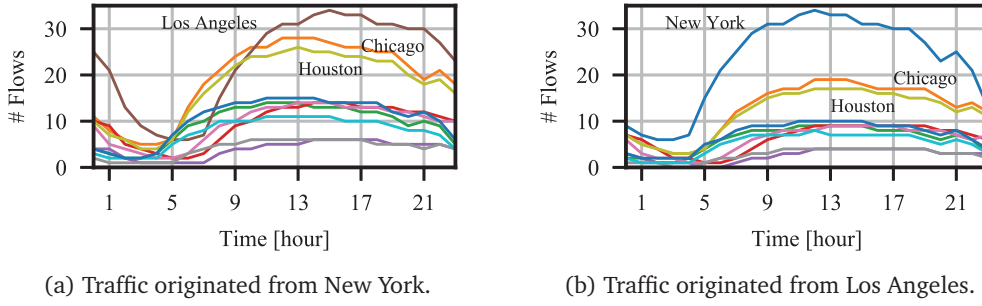 # Flows
30
20
10
0
Los Angeles
Chicago
Houston
1 5 9 13 17 21
Time [hour]
(a) Traffic originated from New York.
# Flows
30
20
10
0
New York
Chicago
Houston
1 5 9 13 17 21
Time [hour]
(b) Traffic originated from Los Angeles.